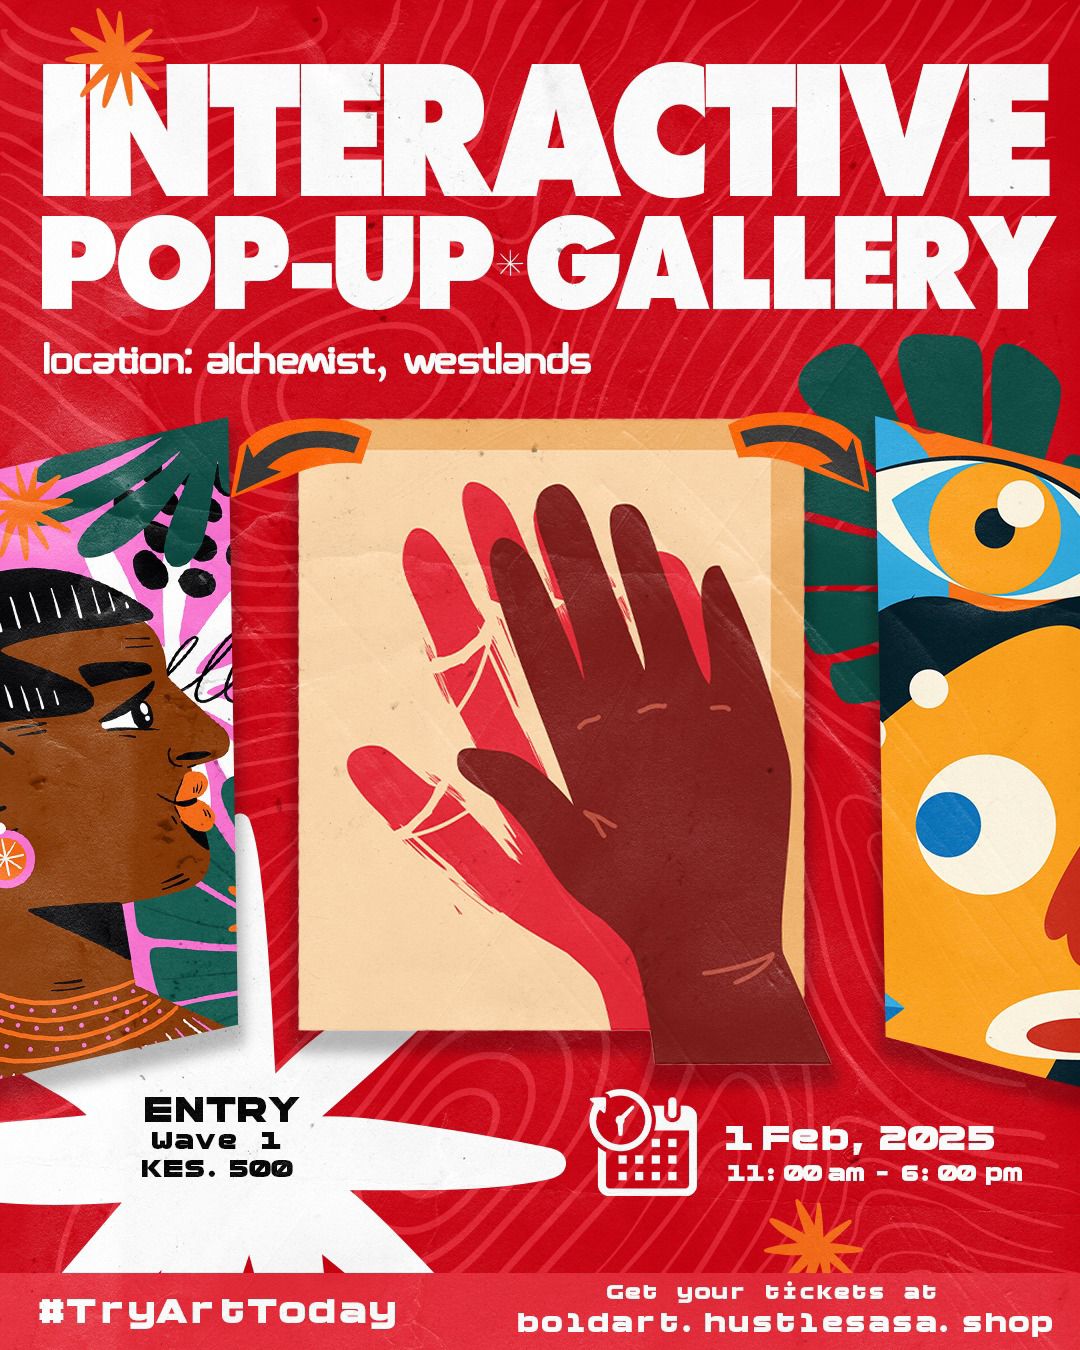 INTERACTIVE
POP-UP GALLERY
location: alchemist, westlands
ENTRY
Wave 1
KES. 500
1 Feb, 2025
11:00 am - 6:00 pm
#TryArtToday
Get your tickets at
boldart.hustlesasa.shop